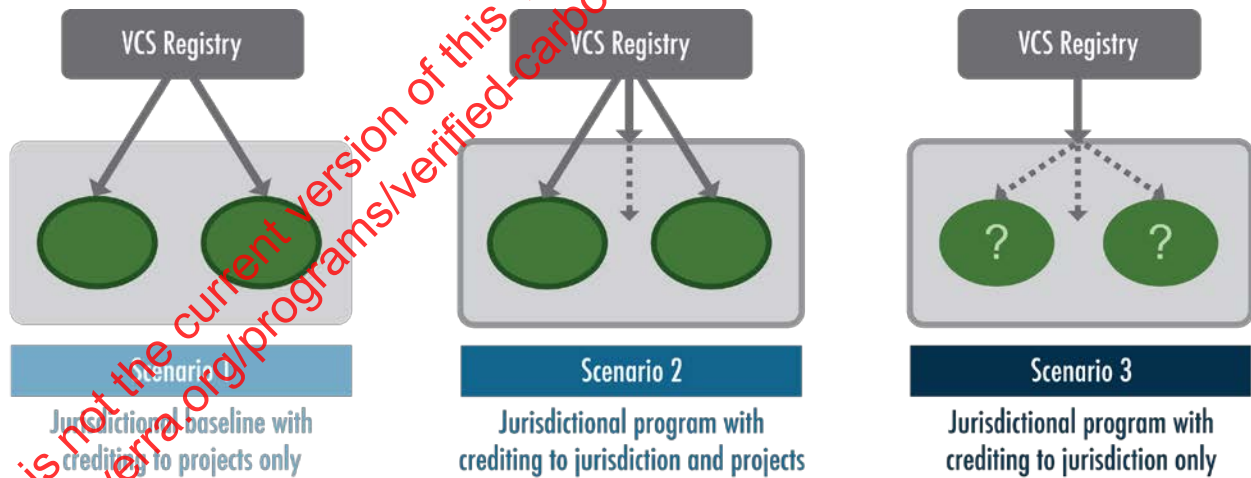 VCS Registry
VCS Registry
VCS Registry
?
?
Scenario 1
Scenario 2
Scenario 3
Jurisdictional baseline with
crediting to projects only
Jurisdictional program with
crediting to jurisdiction and projects
Jurisdictional program with
crediting to jurisdiction only
is not the current version of this
verra.org/programs/verified-carbo